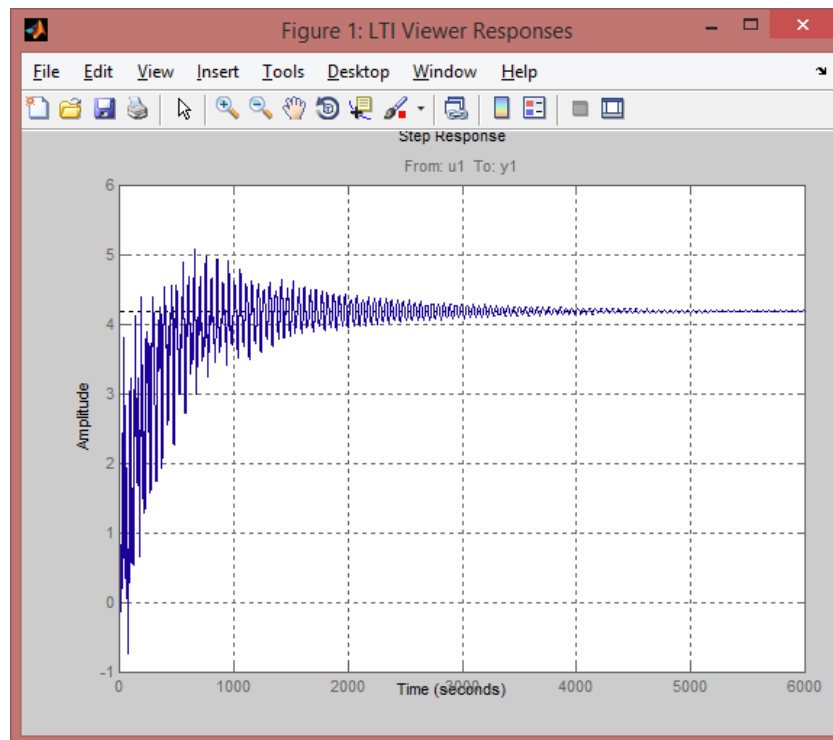 Figure 1: LTI Viewer Responses
File Edit View Insert Tools Desktop Window Help
Step Response
From: u1 To: y1
6
5
4
3
2
1
0
-1
Amplitude
0 1000 2000 3000 4000 5000 6000
Time (seconds)